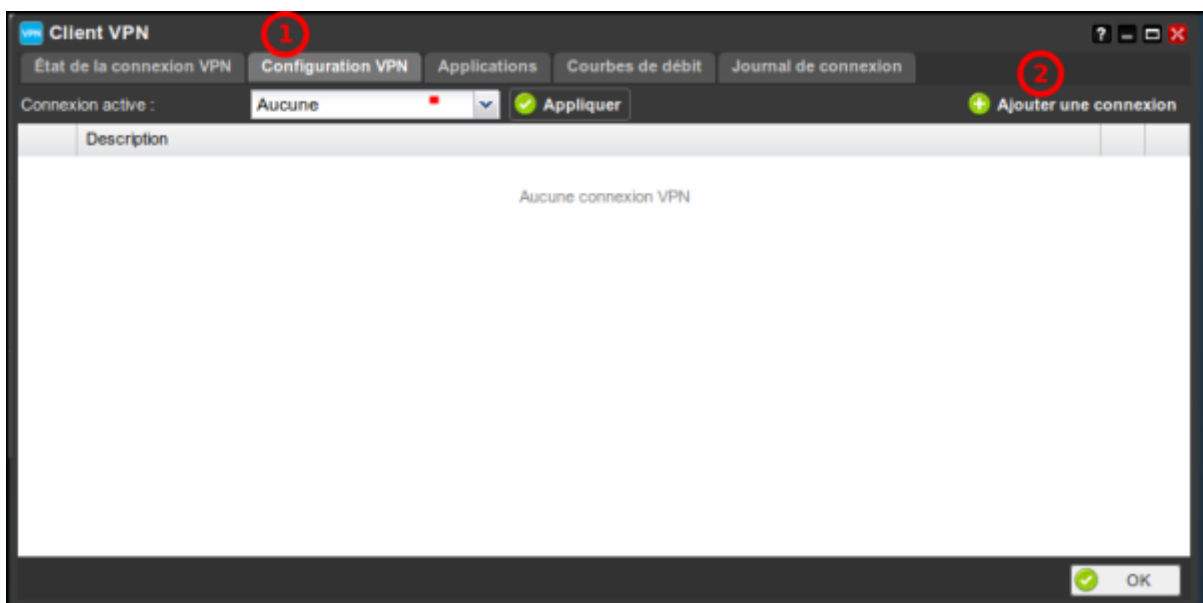 VPN Client VPN ?
1
État de la connexion VPN Configuration VPN Applications Courbes de débit Journal de connexion
2
Connexion active : Aucune Appliquer Ajouter une connexion
Description
Aucune connexion VPN
OK